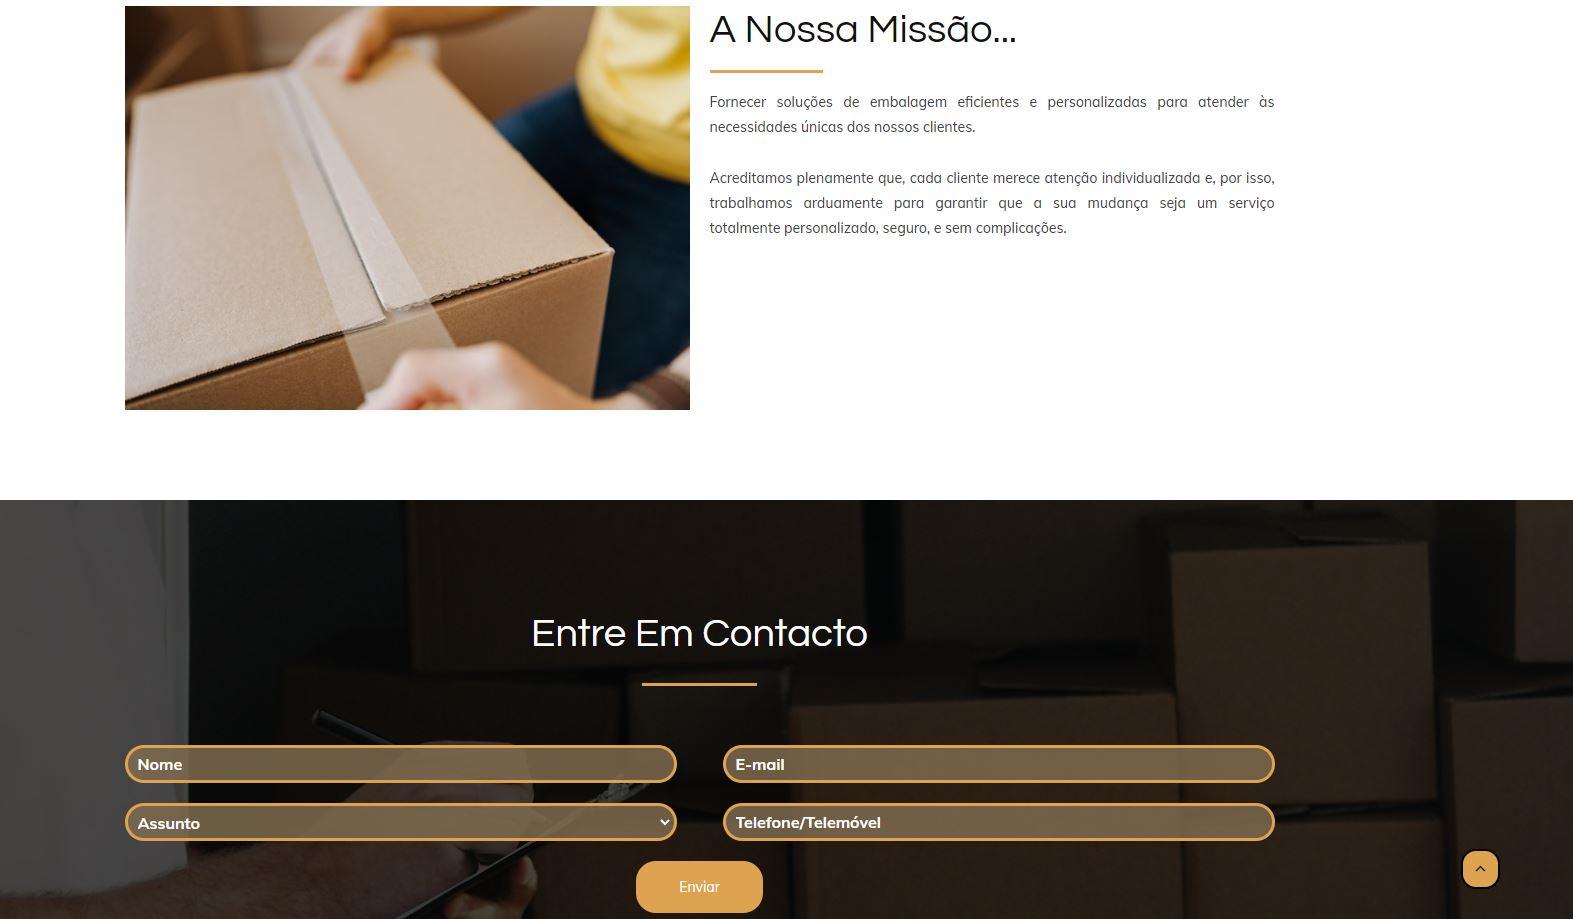 A Nossa Missão...
Fornecer soluções de embalagem eficientes e personalizadas para atender às
necessidades únicas dos nossos clientes.
Acreditamos plenamente que, cada cliente merece atenção individualizada e, por isso,
trabalhamos arduamente para garantir que a sua mudança seja um serviço
totalmente personalizado, seguro, e sem complicações.
Entre Em Contacto
Nome
E-mail
Assunto
Telefone/Telemóvel
Enviar